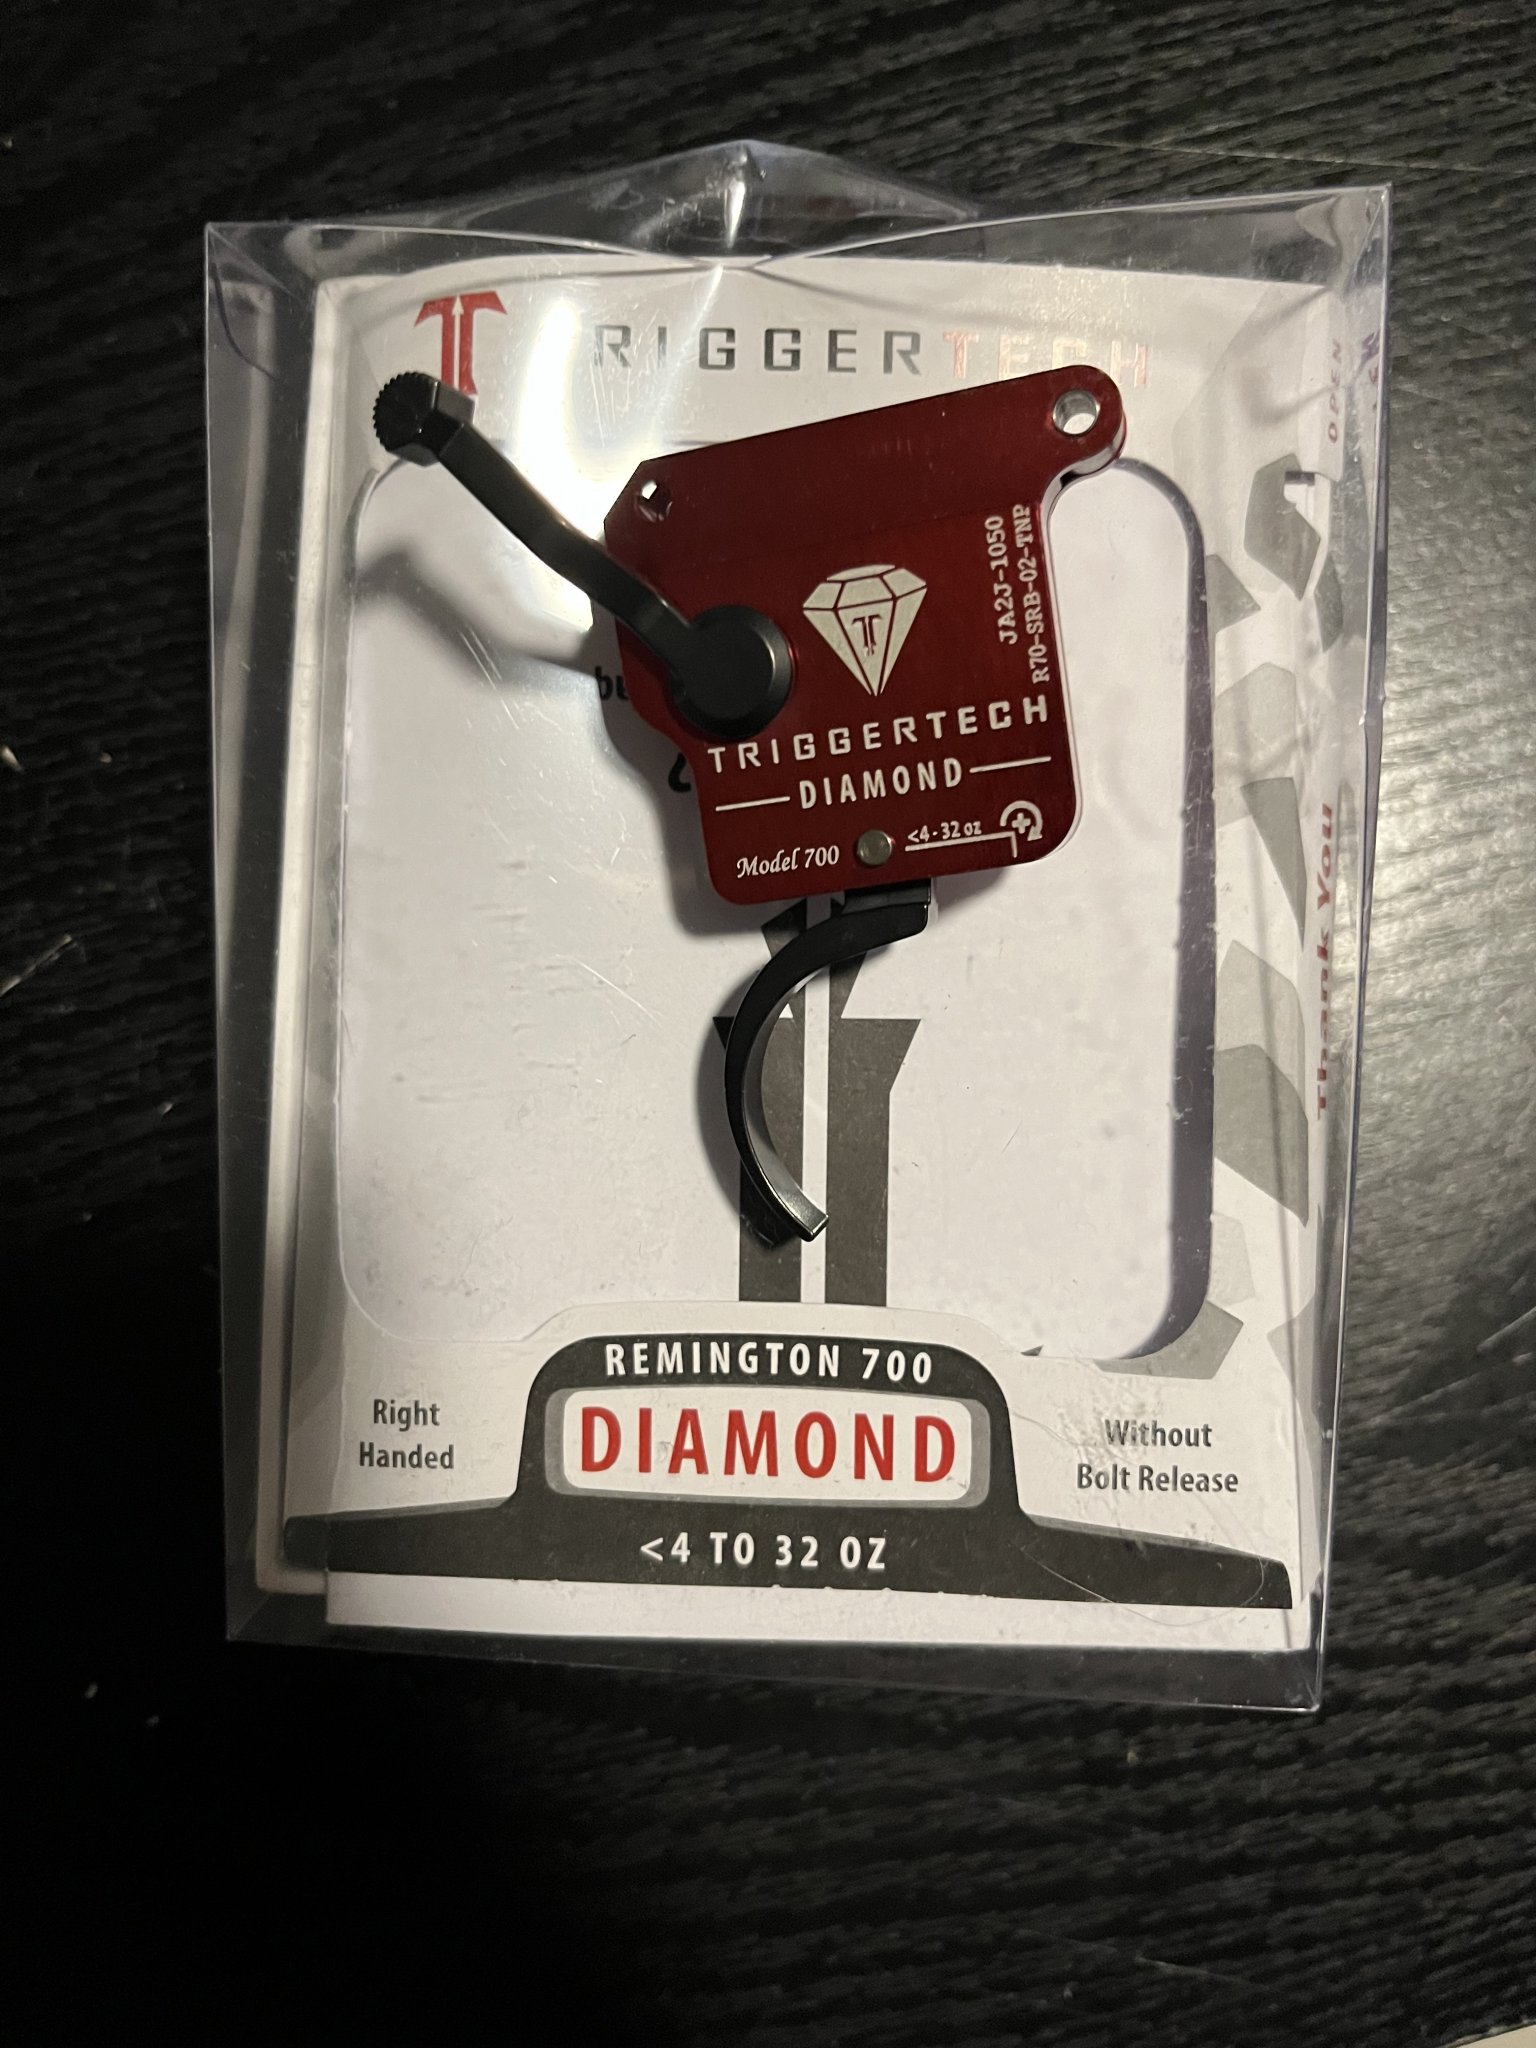 TRIGGERTECH
OPEN
JA2J-1050
R70-SRB-02-TNP
TRIGGERTECH
DIAMOND
<4-32 oz
Model 700
Thank You
REMINGTON 700
DIAMOND
Right
Handed
Without
Bolt Release
<4 TO 32 OZ